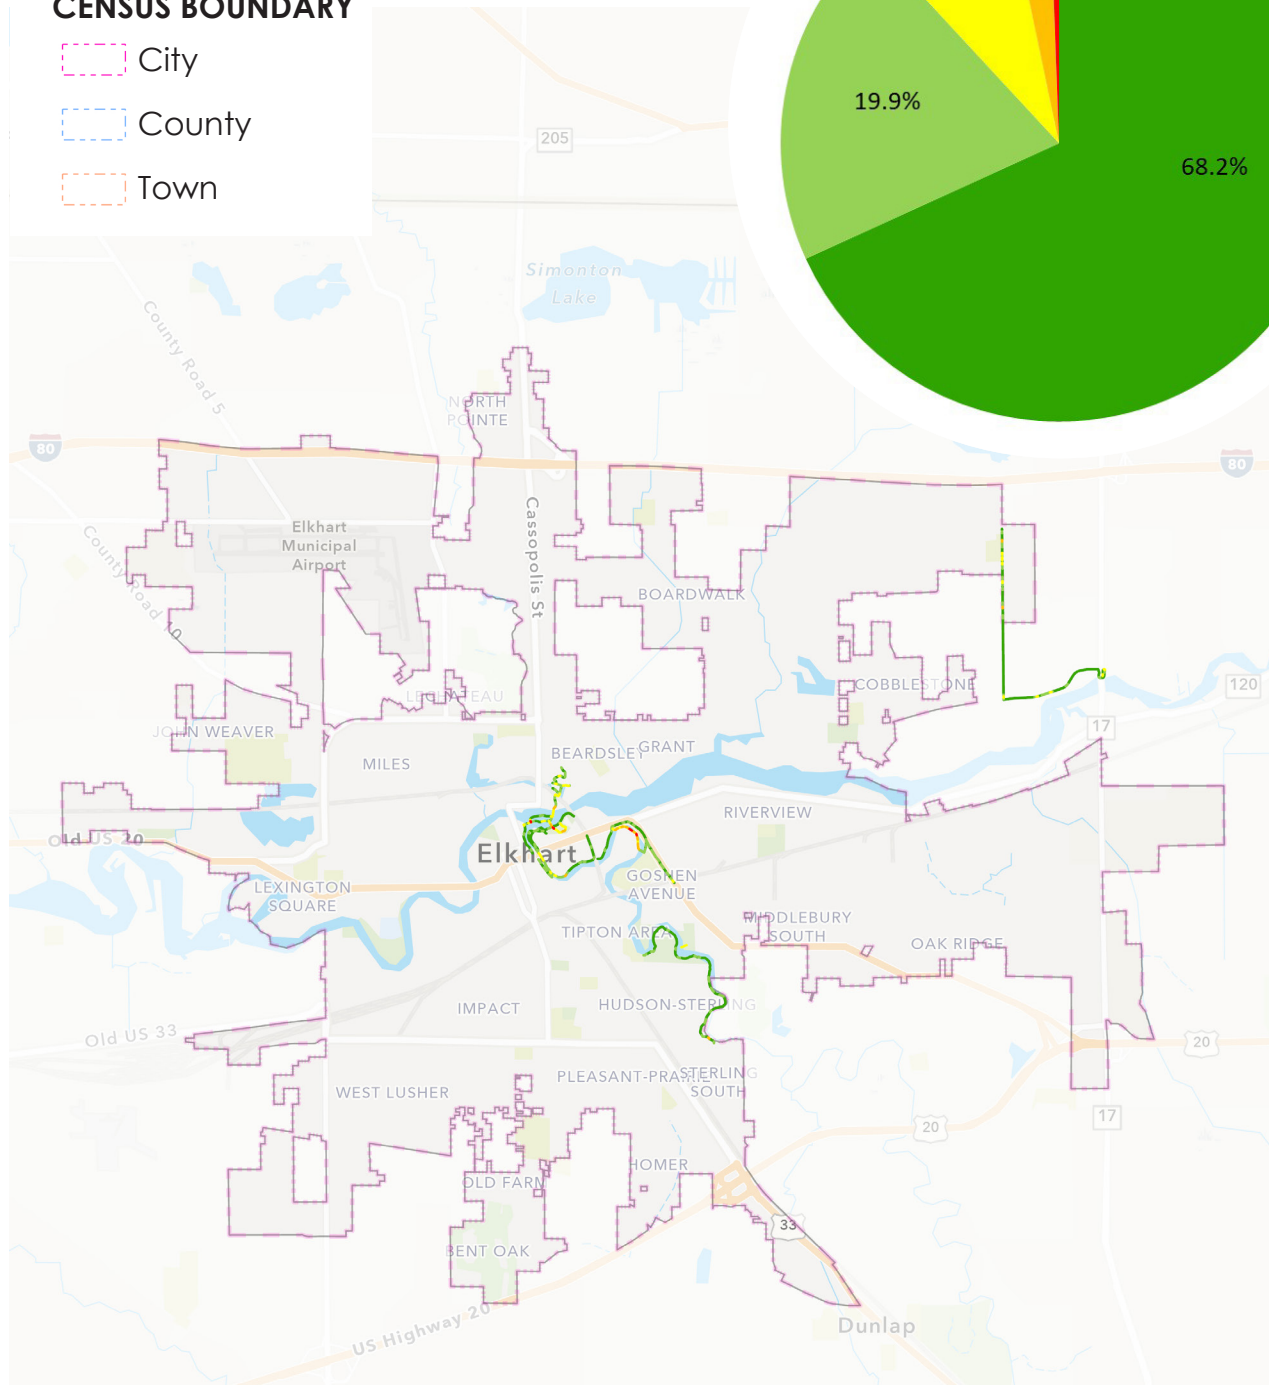 CENSUS BOUNDARY
City
County
Town
19.9%
68.2%
205
Simonton
Lake
County Road 5
NORTH
POINTE
80
80
Cassopolis St
Elkhart
Municipal
Airport
County Road 10
BOARDWALK
LECHATEAU
COBBLESTONE
120
17
JOHN WEAVER
BEARDSLEY
GRANT
MILES
RIVERVIEW
Old US 20
Elkhart
LEXINGTON
SQUARE
GOSHEN
AVENUE
TIPTON AREA
MIDDLEBURY
SOUTH
OAK RIDGE
IMPACT
HUDSON-STERLING
Old US 33
20
PLEASANT-PRAIRIE
STERLING
SOUTH
WEST LUSHER
17
20
HOMER
OLD FARM
33
BENT OAK
US Highway 20
Dunlap